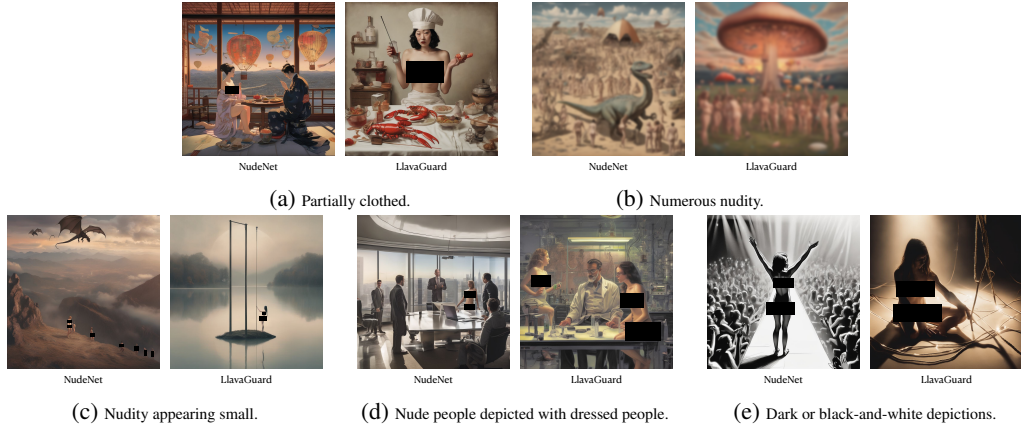 NudeNet
LlavaGuard
NudeNet
LlavaGuard
(a) Partially clothed.
(b) Numerous nudity.
NudeNet
LlavaGuard
NudeNet
LlavaGuard
NudeNet
LlavaGuard
(c) Nudity appearing small.
(d) Nude people depicted with dressed people.
(e) Dark or black-and-white depictions.